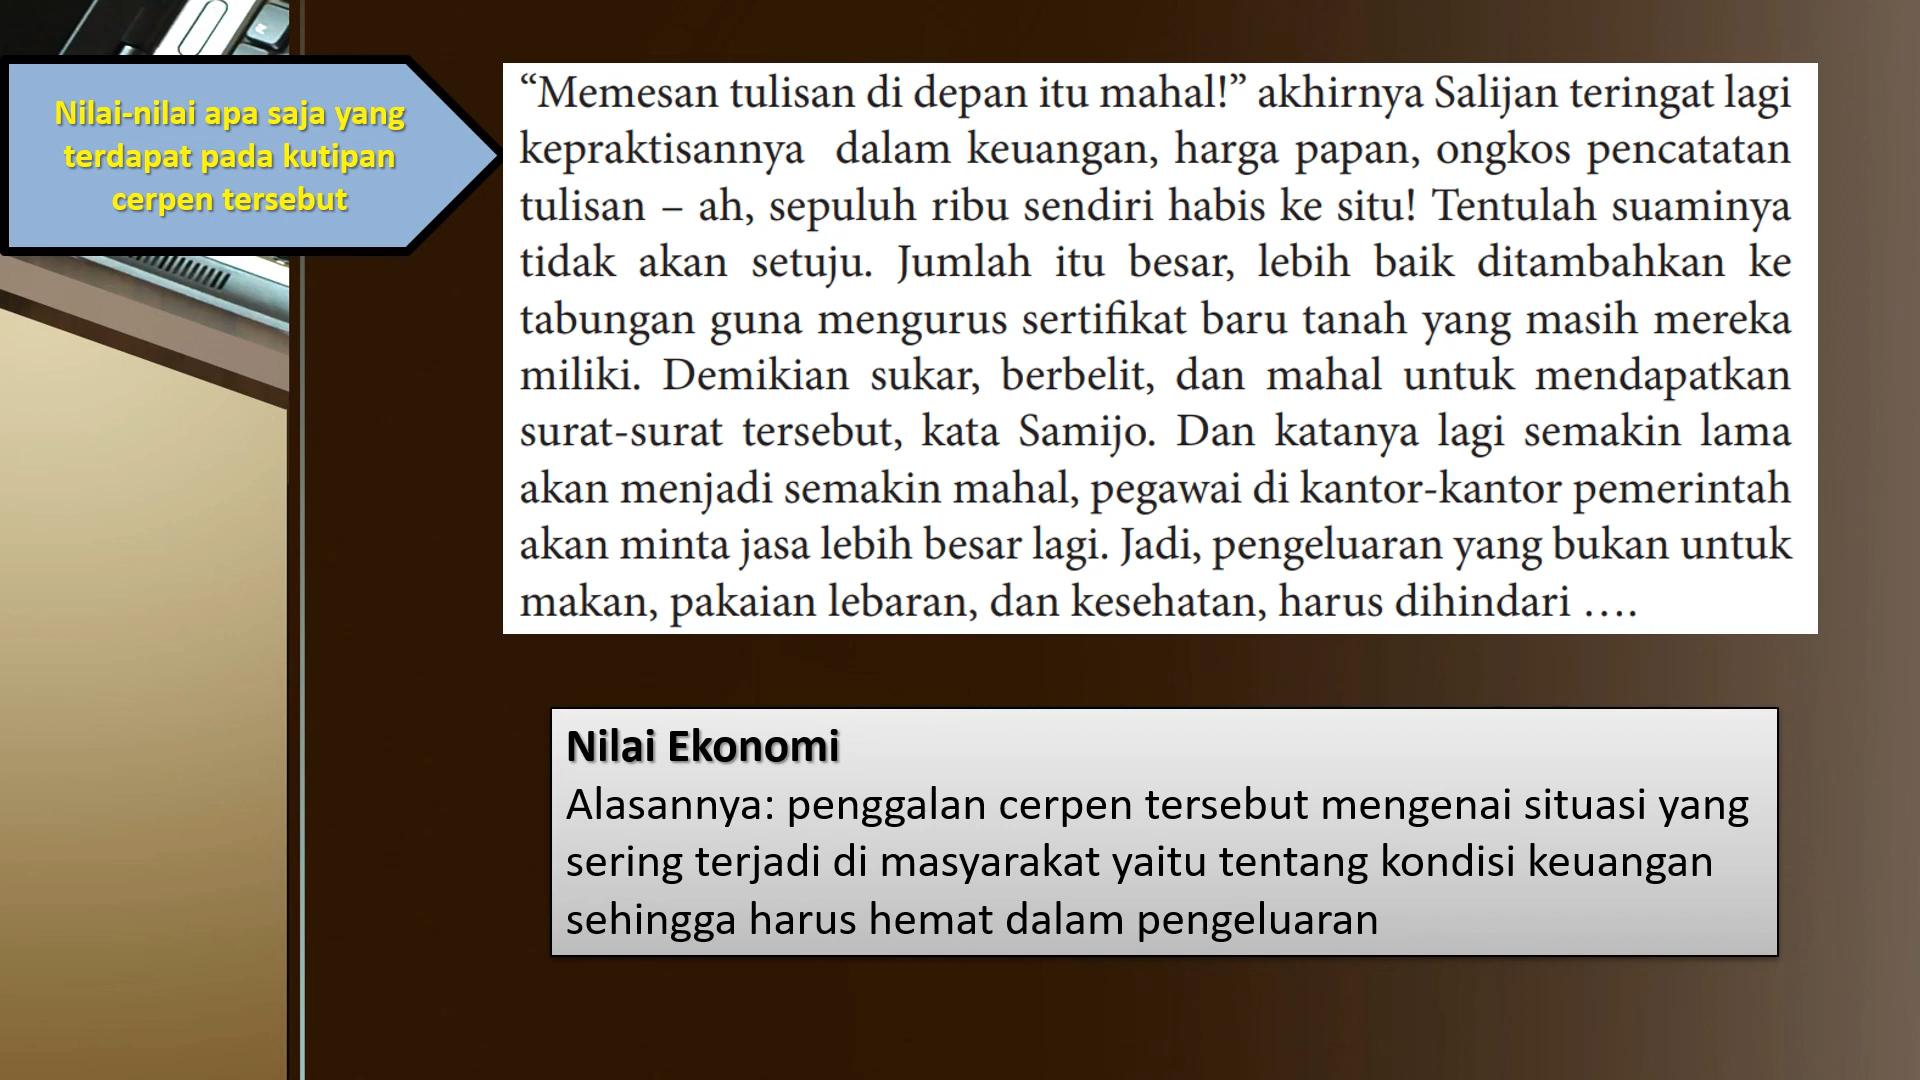 Nilai-nilai apa saja yang
terdapat pada kutipan
cerpen tersebut
“Memesan tulisan di depan itu mahal!” akhirnya Salijan teringat lagi
kepraktisannya dalam keuangan, harga papan, ongkos pencatatan
tulisan – ah, sepuluh ribu sendiri habis ke situ! Tentulah suaminya
tidak akan setuju. Jumlah itu besar, lebih baik ditambahkan ke
tabungan guna mengurus sertifikat baru tanah yang masih mereka
miliki. Demikian sukar, berbelit, dan mahal untuk mendapatkan
surat-surat tersebut, kata Samijo. Dan katanya lagi semakin lama
akan menjadi semakin mahal, pegawai di kantor-kantor pemerintah
akan minta jasa lebih besar lagi. Jadi, pengeluaran yang bukan untuk
makan, pakaian lebaran, dan kesehatan, harus dihindari ….
Nilai Ekonomi
Alasannya: penggalan cerpen tersebut mengenai situasi yang
sering terjadi di masyarakat yaitu tentang kondisi keuangan
sehingga harus hemat dalam pengeluaran